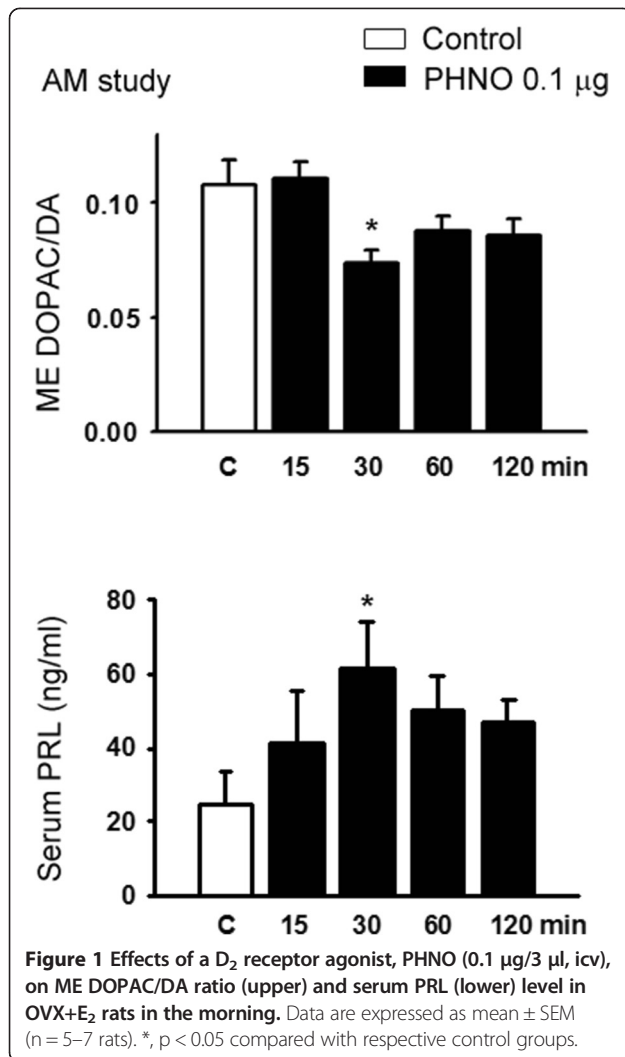 Control
AM study
PHNO 0.1 µg
ME DOPAC/DA
0.10
*
0.05
0.00
C 15 30 60 120 min
Serum PRL (ng/ml)
80
*
60
40
20
0
C 15 30 60 120 min
Figure 1 Effects of a D₂ receptor agonist, PHNO (0.1 µg/3 µl, icv),
on ME DOPAC/DA ratio (upper) and serum PRL (lower) level in
OVX+E₂ rats in the morning. Data are expressed as mean ± SEM
(n = 5–7 rats). *, p < 0.05 compared with respective control groups.